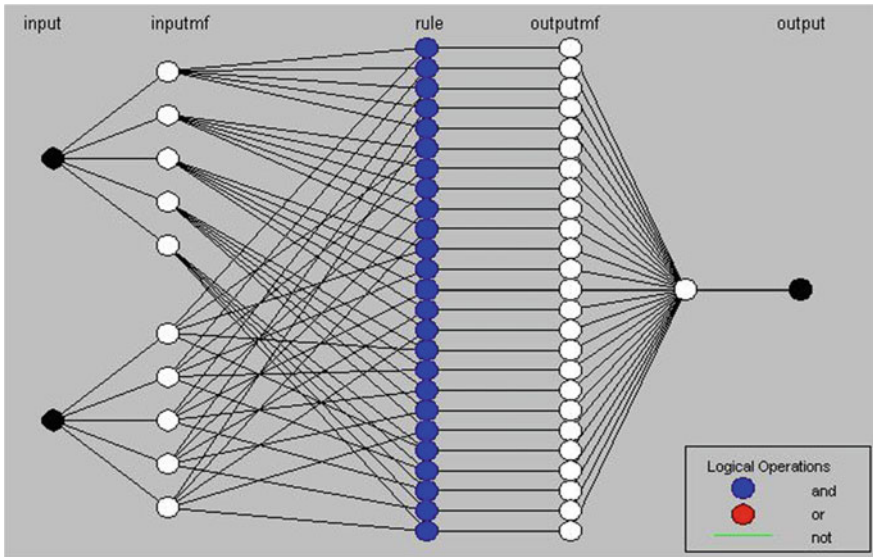 input inputmf rule outputmf output
Logical Operations
and
or
not